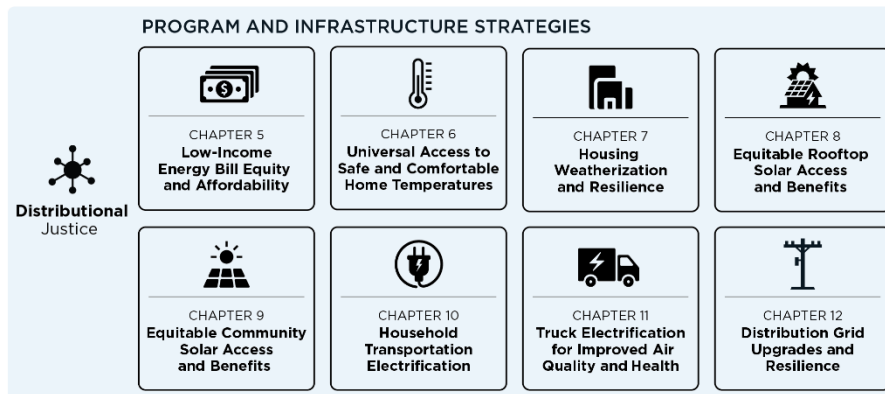 PROGRAM AND INFRASTRUCTURE STRATEGIES
Distributional
Justice
$
CHAPTER 5
Low-Income
Energy Bill Equity
and Affordability
CHAPTER 6
Universal Access to
Safe and Comfortable
Home Temperatures
CHAPTER 7
Housing
Weatherization
and Resilience
CHAPTER 8
Equitable Rooftop
Solar Access
and Benefits
CHAPTER 9
Equitable Community
Solar Access
and Benefits
CHAPTER 10
Household
Transportation
Electrification
CHAPTER 11
Truck Electrification
for Improved Air
Quality and Health
CHAPTER 12
Distribution Grid
Upgrades and
Resilience